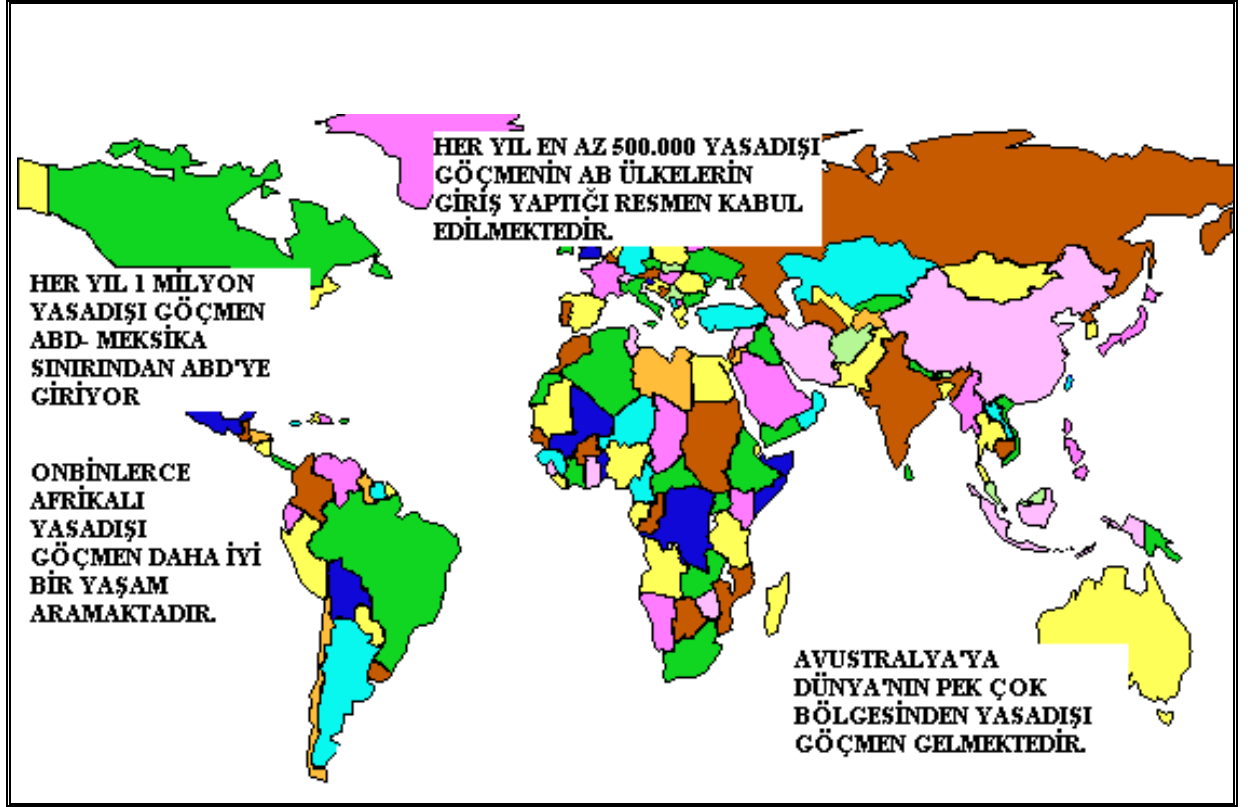 HER YIL EN AZ 500.000 YASADIŞI
GÖÇMENİN AB ÜLKELERİN
GİRİŞ YAPTIĞI RESMEN KABUL
EDİLMEKTEDİR.
HER YIL 1 MİLYON
YASADIŞI GÖÇMEN
ABD- MEKSİKA
SINIRINDAN ABD'YE
GİRİYOR
ONBİNLERCE
AFRİKALI
YASADIŞI
GÖÇMEN DAHA İYİ
BİR YAŞAM
ARAMAKTADIR.
AVUSTRALYA'YA
DÜNYA'NIN PEK ÇOK
BÖLGESİNDEN YASADIŞI
GÖÇMEN GELMEKTEDİR.